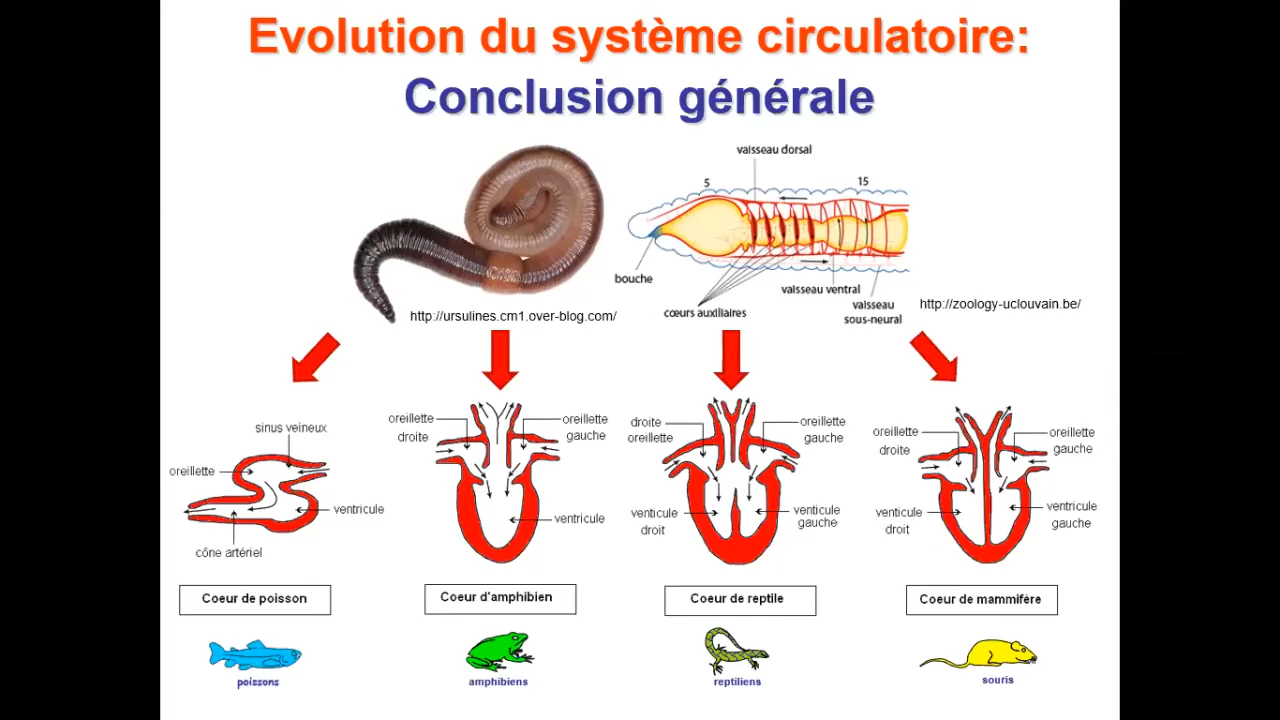 Evolution du système circulatoire:
Conclusion générale
vaisseau dorsal
5
15
bouche
cœurs auxiliaires
vaisseau ventral
vaisseau
sous-neural
http://ursulines.cm1.over-blog.com/
http://zoology-uclouvain.be/
sinus veineux
oreillette
ventricule
cône artériel
oreillette
droite
oreillette
gauche
ventricule
droite
oreillette
oreillette
gauche
venticule
droit
venticule
gauche
oreillette
droite
oreillette
gauche
venticule
droit
ventricule
gauche
Coeur de poisson
Coeur d'amphibien
Coeur de reptile
Coeur de mammifère
poissons
amphibiens
reptiliens
souris